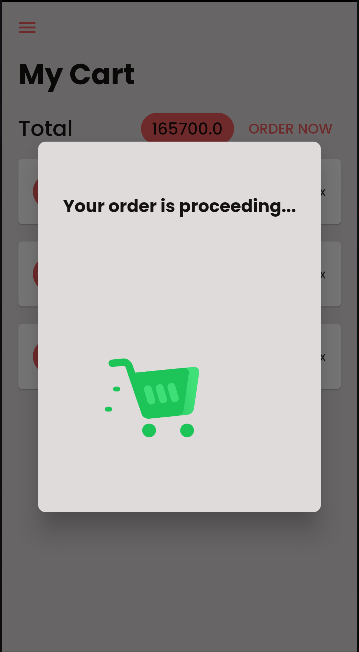 My Cart
Total 165700.0 ORDER NOW
Your order is proceeding...
x
x
x